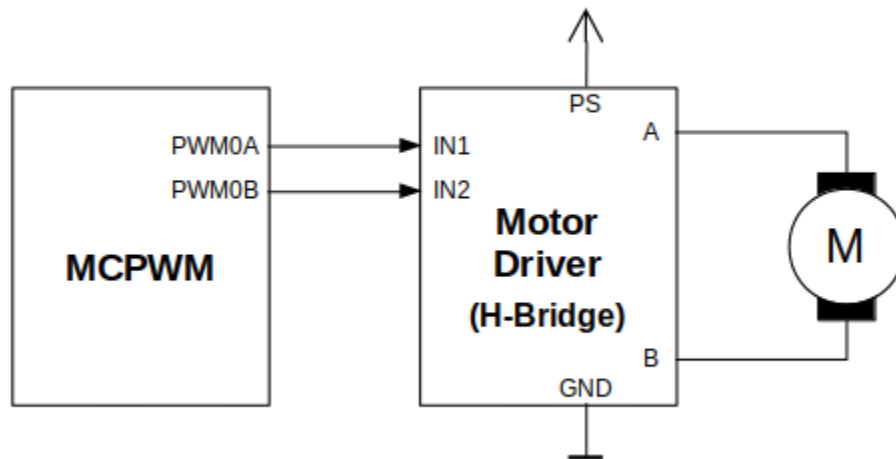 PS
A
PWM0A
IN1
PWM0B
IN2
Motor
Driver
(H-Bridge)
MCPWM
M
B
GND